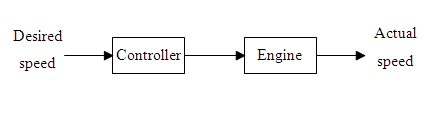 Desired
speed
Controller
Engine
Actual
speed